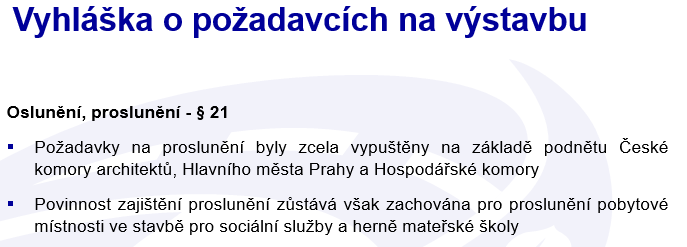 Vyhláška o požadavcích na výstavbu
Oslunění, proslunění - § 21
▪ Požadavky na proslunění byly zcela vypuštěny na základě podnětu České
komory architektů, Hlavního města Prahy a Hospodářské komory
▪ Povinnost zajištění proslunění zůstává však zachována pro proslunění pobytové
místnosti ve stavbě pro sociální služby a herně mateřské školy